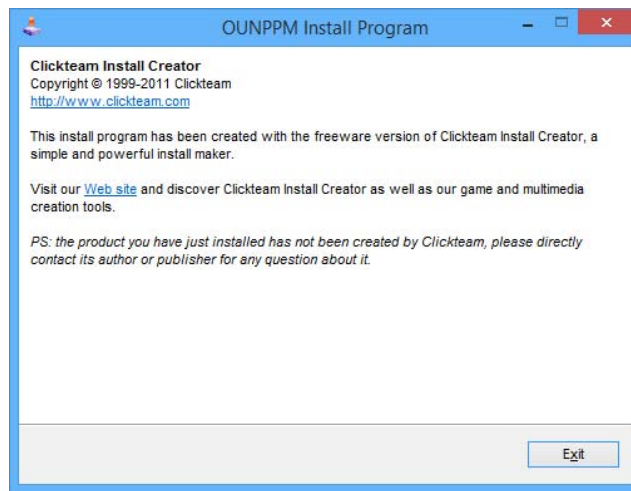 OUNPPM Install Program
Clickteam Install Creator
Copyright © 1999-2011 Clickteam
http://www.clickteam.com
This install program has been created with the freeware version of Clickteam Install Creator, a
simple and powerful install maker.
Visit our Web site and discover Clickteam Install Creator as well as our game and multimedia
creation tools.
PS: the product you have just installed has not been created by Clickteam, please directly
contact its author or publisher for any question about it.
Exit